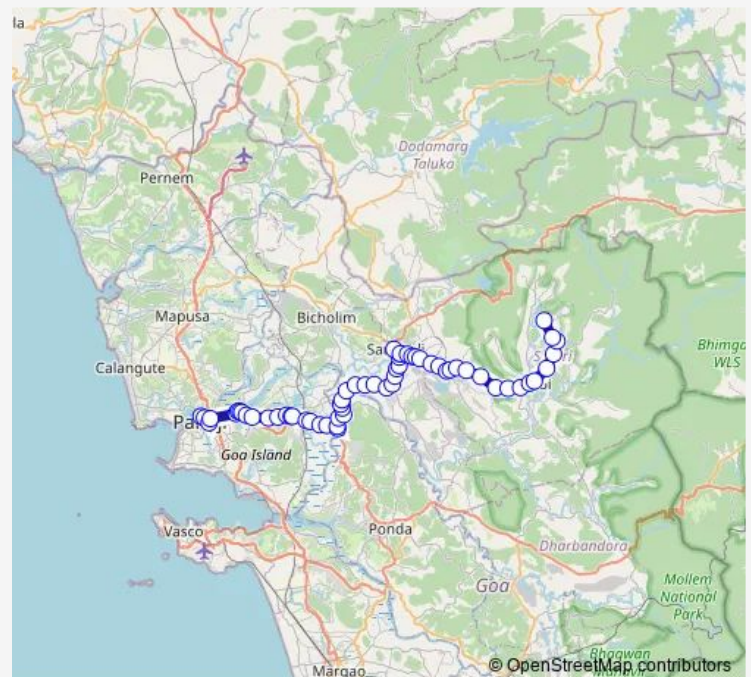 la
Dodamarg
Taluka
Pernem
Mapusa
Bicholim
Calangute
Bhimga
WLS
Goa Island
Vasco
Ponda
Dharbandora
Goa
Mollem
National
Park
Margao
© OpenStreetMap contributors